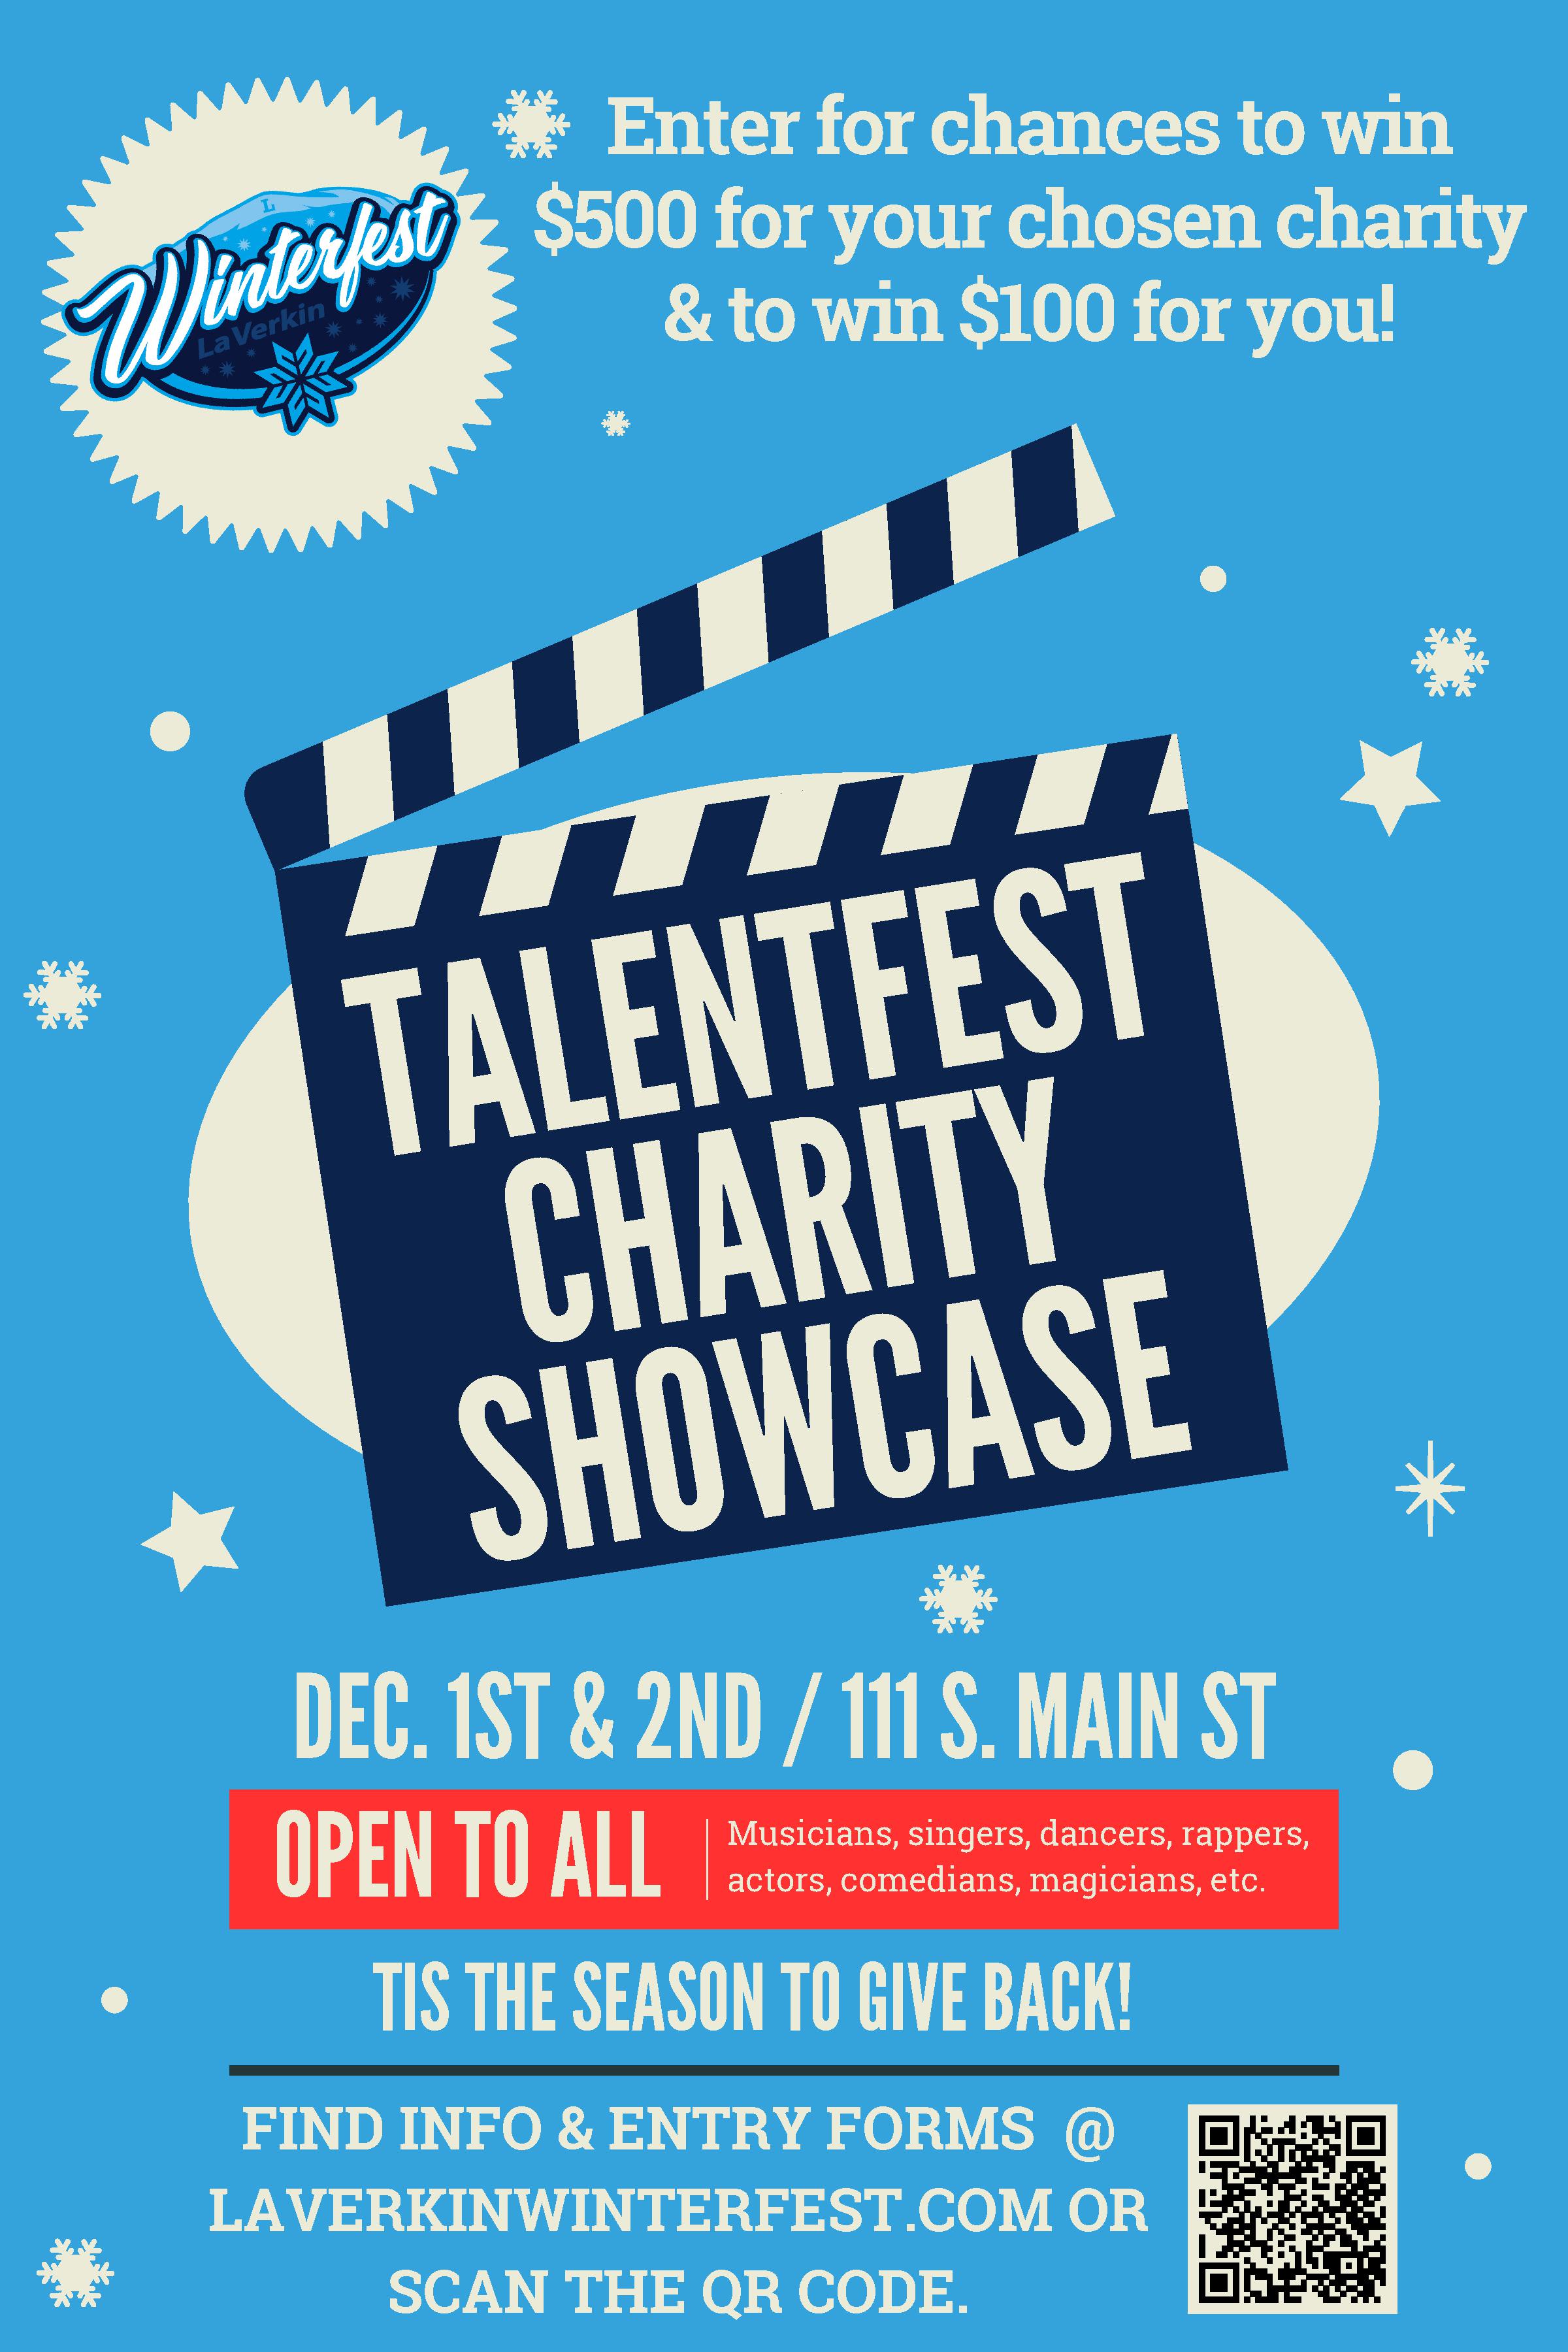 Enter for chances to win
$500 for your chosen charity
& to win $100 for you!
L
Winterfest
LaVerkin
TALENTFEST
CHARITY
SHOWCASE
DEC. 1ST & 2ND / 111 S. MAIN ST
OPEN TO ALL
Musicians, singers, dancers, rappers,
actors, comedians, magicians, etc.
TIS THE SEASON TO GIVE BACK!
FIND INFO & ENTRY FORMS @
LAVERKINWINTERFEST.COM OR
SCAN THE QR CODE.